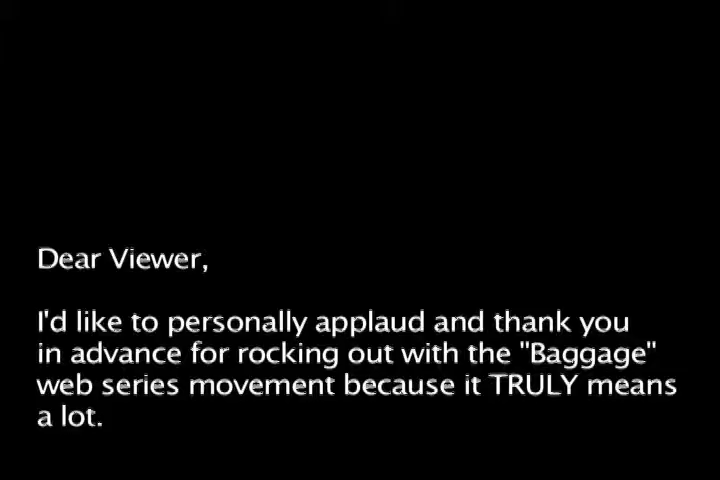 Dear Viewer,
I'd like to personally applaud and thank you
in advance for rocking out with the "Baggage"
web series movement because it TRULY means
a lot.